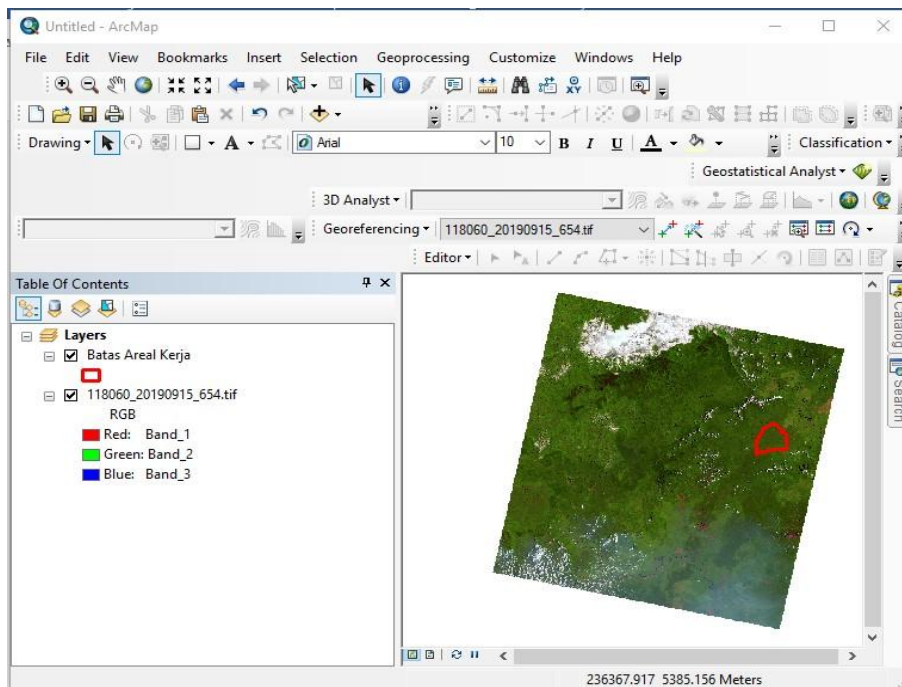 Untitled - ArcMap
File Edit View Bookmarks Insert Selection Geoprocessing Customize Windows Help
Drawing Arial 10 B I U A Classification
Geostatistical Analyst
3D Analyst
Georeferencing 118060_20190915_654.tif
Editor
Table Of Contents
Layers
Batas Areal Kerja
118060_20190915_654.tif
RGB
Red: Band_1
Green: Band_2
Blue: Band_3
Catalog
Search
236367.917 5385.156 Meters